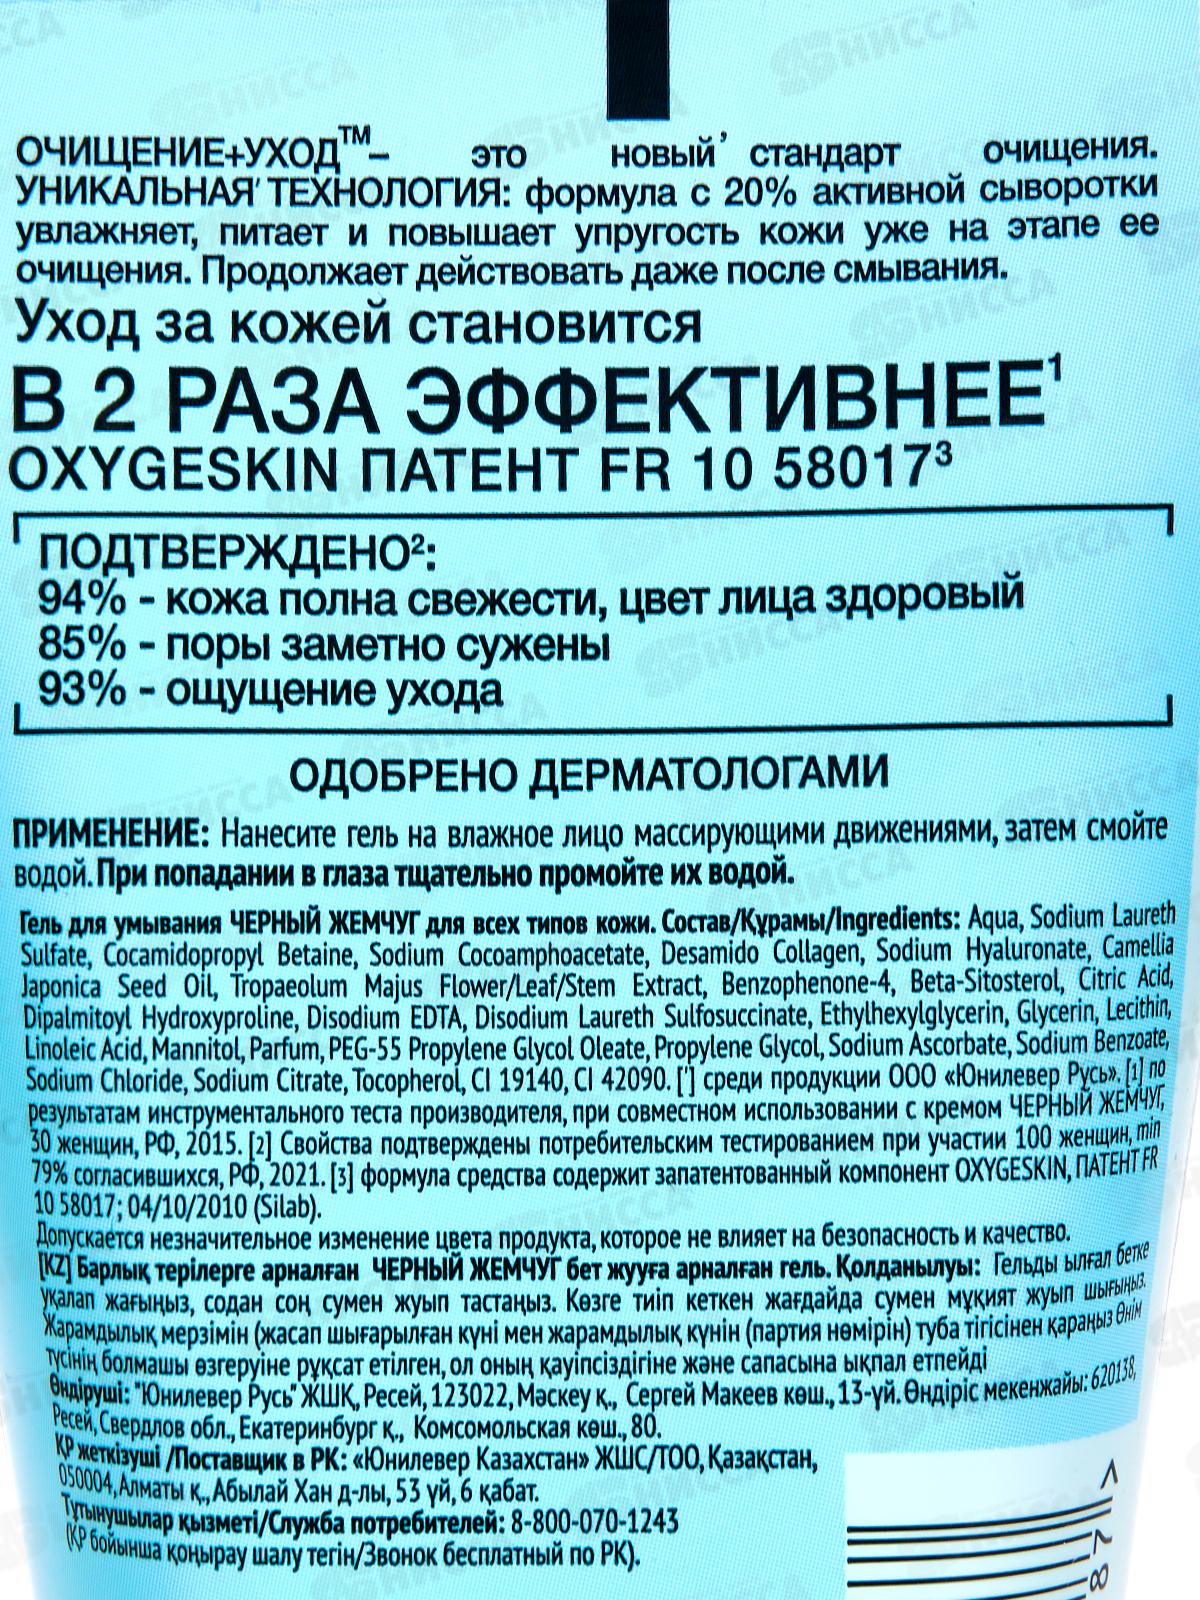 ОЧИЩЕНИЕ+УХОД™– это новый' стандарт очищения.
УНИКАЛЬНАЯ' ТЕХНОЛОГИЯ: формула с 20% активной сыворотки
увлажняет, питает и повышает упругость кожи уже на этапе ее
очищения. Продолжает действовать даже после смывания.
Уход за кожей становится
В 2 РАЗА ЭФФЕКТИВНЕЕ¹
OXYGESKIN ПАТЕНТ FR 10 58017³
ПОДТВЕРЖДЕНО²:
94% - кожа полна свежести, цвет лица здоровый
85% - поры заметно сужены
93% - ощущение ухода
ОДОБРЕНО ДЕРМАТОЛОГАМИ
ПРИМЕНЕНИЕ: Нанесите гель на влажное лицо массирующими движениями, затем смойте
водой. При попадании в глаза тщательно промойте их водой.
Гель для умывания ЧЕРНЫЙ ЖЕМЧУГ для всех типов кожи. Состав/Құрамы/Ingredients: Aqua, Sodium Laureth
Sulfate, Cocamidopropyl Betaine, Sodium Cocoamphoacetate, Desamido Collagen, Sodium Hyaluronate, Camellia
Japonica Seed Oil, Tropaeolum Majus Flower/Leaf/Stem Extract, Benzophenone-4, Beta-Sitosterol, Citric Acid,
Dipalmitoyl Hydroxyproline, Disodium EDTA, Disodium Laureth Sulfosuccinate, Ethylhexylglycerin, Glycerin, Lecithin,
Linoleic Acid, Mannitol, Parfum, PEG-55 Propylene Glycol Oleate, Propylene Glycol, Sodium Ascorbate, Sodium Benzoate,
Sodium Chloride, Sodium Citrate, Tocopherol, CI 19140, CI 42090. ['] среди продукции ООО «Юнилевер Русь». [1] по
результатам инструментального теста производителя, при совместном использовании с кремом ЧЕРНЫЙ ЖЕМЧУГ,
30 женщин, РФ, 2015. [2] Свойства подтверждены потребительским тестированием при участии 100 женщин, min
79% согласившихся, РФ, 2021. [3] формула средства содержит запатентованный компонент OXYGESKIN, ПАТЕНТ FR
10 58017; 04/10/2010 (Silab).
Допускается незначительное изменение цвета продукта, которое не влияет на безопасность и качество.
[KZ] Барлық терілерге арналған ЧЕРНЫЙ ЖЕМЧУГ бет жууға арналған гель. Қолданылуы: Гельды ылғал бетке
уқалап жағыңыз, содан соң сумен жуып тастаңыз. Көзге тиіп кеткен жағдайда сумен мұқият жуып шығыңыз.
Жарамдылық мерзімін (жасап шығарылған күні мен жарамдылық күнін (партия нөмірін) туба тігісінен қараңыз Өнім
түсінің болмашы өзгеруіне рұқсат етілген, ол оның қауіпсіздігіне және сапасына ықпал етпейді
Өндіруші: "Юнилевер Русь" ЖШҚ, Ресей, 123022, Мәскеу қ., Сергей Макеев көш., 13-үй. Өндіріс мекенжайы: 620138,
Ресей, Свердлов обл., Екатеринбург қ., Комсомольская көш., 80.
ҚР жеткізуші /Поставщик в РК: «Юнилевер Казахстан» ЖШС/ТОО, Қазақстан,
050004, Алматы қ., Абылай Хан д-лы, 53 үй, 6 қабат.
Тұтынушылар қызметі/Служба потребителей: 8-800-070-1243
(ҚР бойынша қоңырау шалу тегін/Звонок бесплатный по РК).